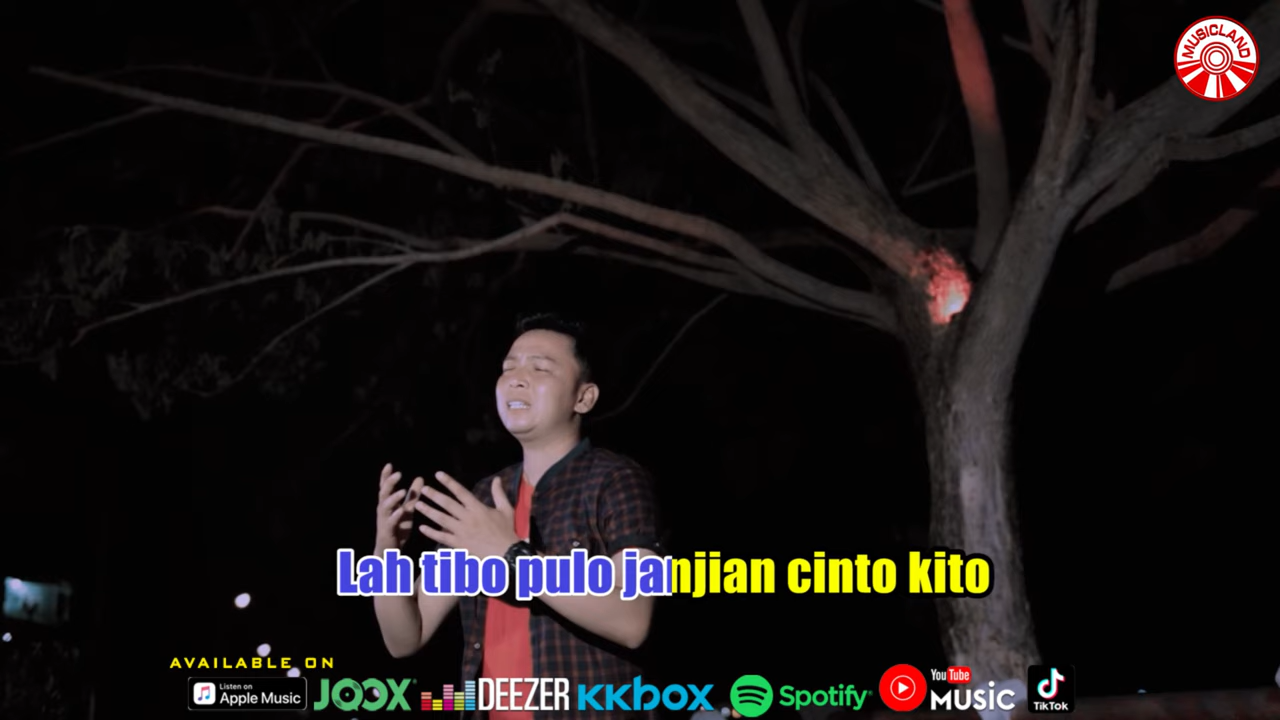 MUSICLAND
Lah tibo pulo janjian cinto kito
AVAILABLE ON
Listen on
Apple Music
JOOX
DEEZER
KKBOX
Spotify
YouTube
MUSIC
TikTok